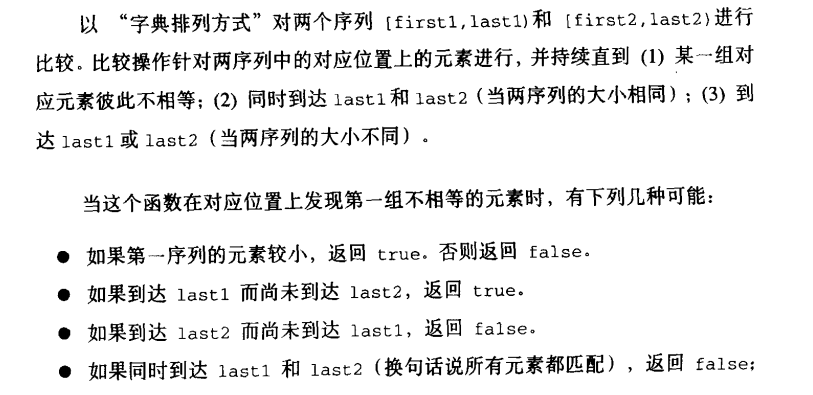 以 “字典排列方式”对两个序列 [first1,last1)和 [first2,last2)进行
比较。比较操作针对两序列中的对应位置上的元素进行，并持续直到 (1) 某一组对
应元素彼此不相等；(2) 同时到达 last1和 last2（当两序列的大小相同）；(3) 到
达 last1 或 last2（当两序列的大小不同）。
当这个函数在对应位置上发现第一组不相等的元素时，有下列几种可能：
● 如果第一序列的元素较小，返回 true。否则返回 false。
● 如果到达 last1 而尚未到达 last2，返回 true。
● 如果到达 last2 而尚未到达 last1，返回 false。
● 如果同时到达 last1 和 last2（换句话说所有元素都匹配），返回 false；